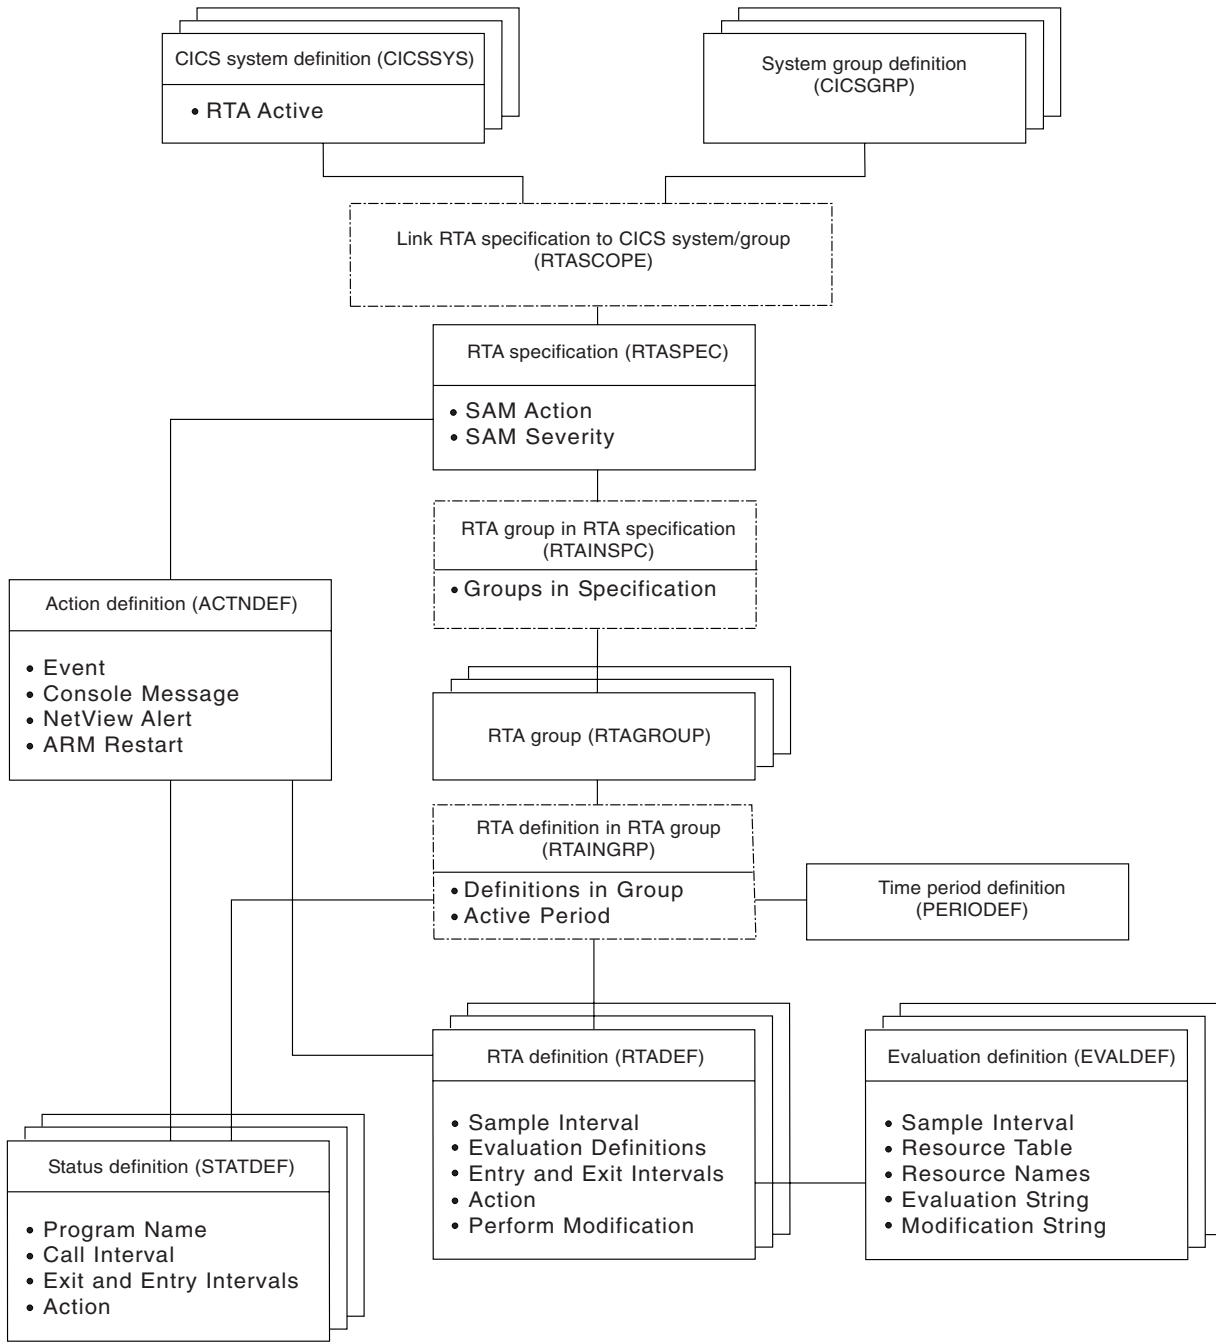 CICS system definition (CICSSYS)
• RTA Active
System group definition
(CICSGRP)
Link RTA specification to CICS system/group
(RTASCOPE)
RTA specification (RTASPEC)
• SAM Action
• SAM Severity
RTA group in RTA specification
(RTAINSPC)
• Groups in Specification
Action definition (ACTNDEF)
• Event
• Console Message
• NetView Alert
• ARM Restart
RTA group (RTAGROUP)
RTA definition in RTA group
(RTAINGRP)
• Definitions in Group
• Active Period
Time period definition
(PERIODEF)
RTA definition (RTADEF)
• Sample Interval
• Evaluation Definitions
• Entry and Exit Intervals
• Action
• Perform Modification
Evaluation definition (EVALDEF)
• Sample Interval
• Resource Table
• Resource Names
• Evaluation String
• Modification String
Status definition (STATDEF)
• Program Name
• Call Interval
• Exit and Entry Intervals
• Action